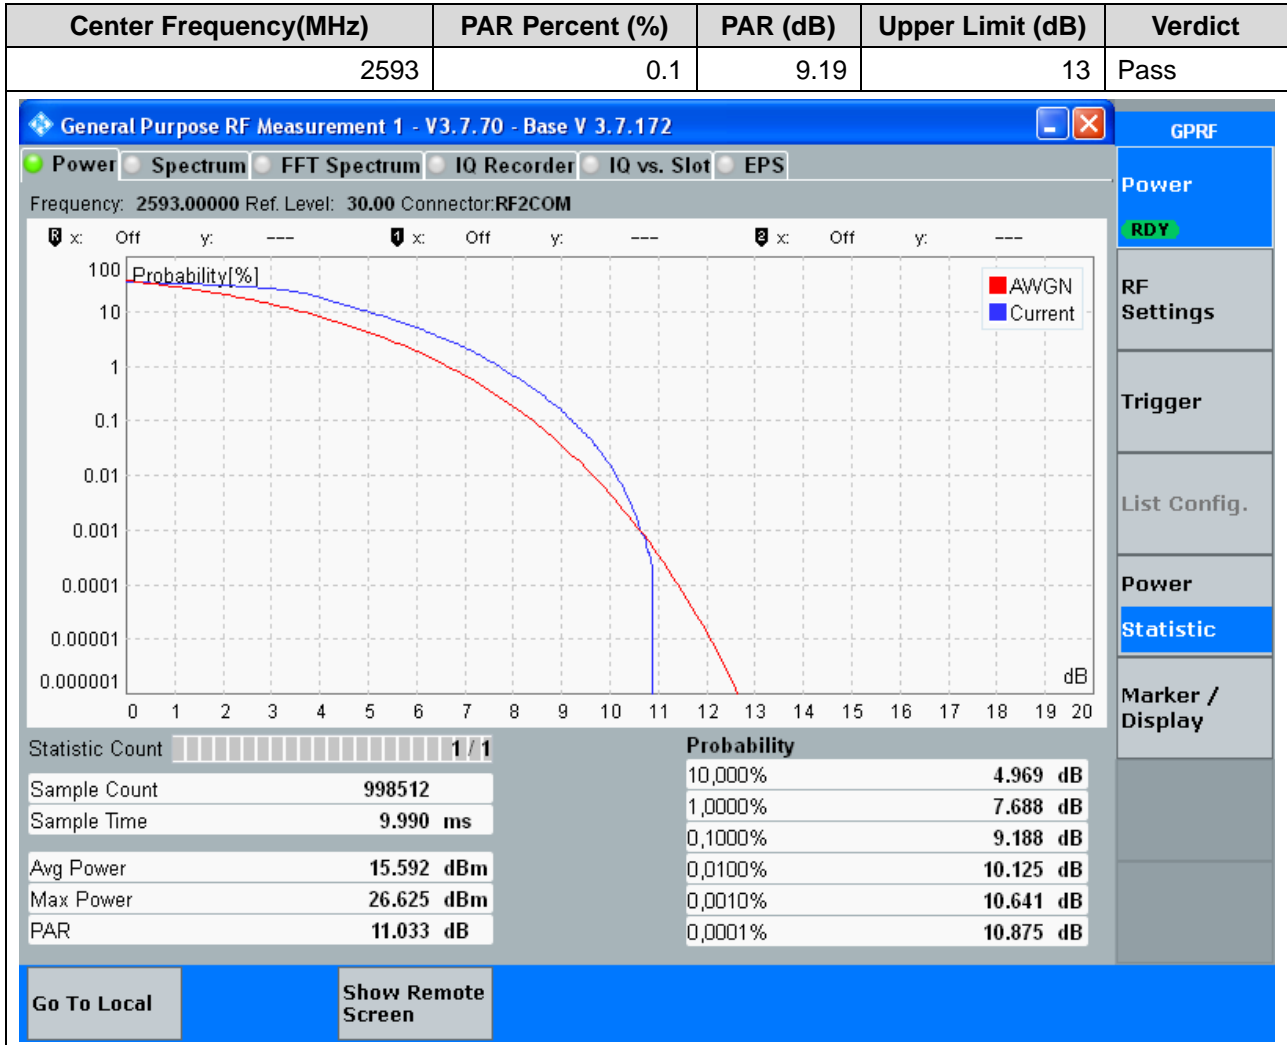 Center Frequency(MHz) PAR Percent (%) PAR (dB) Upper Limit (dB) Verdict
2593 0.1 9.19 13 Pass
General Purpose RF Measurement 1 - V3.7.70 - Base V 3.7.172
GPRF
Power Spectrum FFT Spectrum IQ Recorder IQ vs. Slot EPS
Power
RDY
Frequency: 2593.00000 Ref. Level: 30.00 Connector:RF2COM
R x: Off y: --- 1 x: Off y: --- 2 x: Off y: ---
Probability[%]
AWGN
Current
100
10
1
0.1
0.01
0.001
0.0001
0.00001
0.000001
dB
0 1 2 3 4 5 6 7 8 9 10 11 12 13 14 15 16 17 18 19 20
RF
Settings
Trigger
List Config.
Power
Statistic
Marker /
Display
Statistic Count 1 / 1
Sample Count 998512
Sample Time 9.990 ms
Avg Power 15.592 dBm
Max Power 26.625 dBm
PAR 11.033 dB
Probability
10,000% 4.969 dB
1,0000% 7.688 dB
0,1000% 9.188 dB
0,0100% 10.125 dB
0,0010% 10.641 dB
0,0001% 10.875 dB
Go To Local
Show Remote
Screen